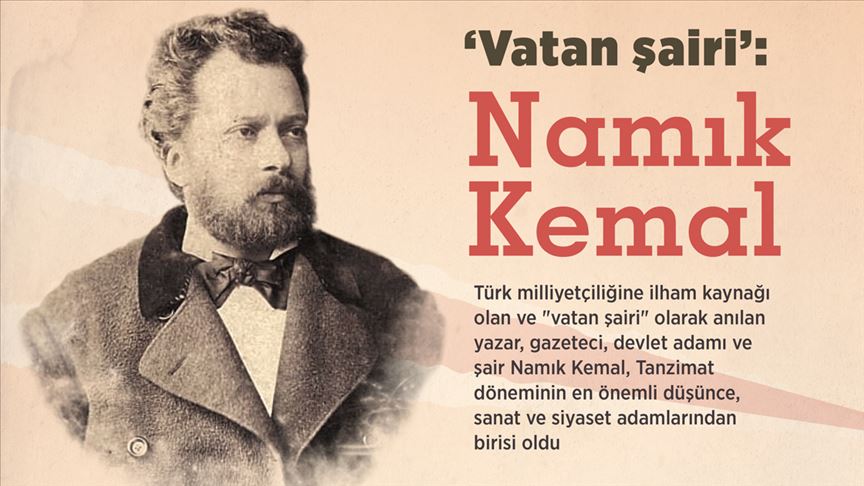 ‘Vatan şairi’:
Namık
Kemal
Türk milliyetçiliğine ilham kaynağı
olan ve "vatan şairi" olarak anılan
yazar, gazeteci, devlet adamı ve
şair Namık Kemal, Tanzimat
döneminin en önemli düşünce,
sanat ve siyaset adamlarından
birisi oldu